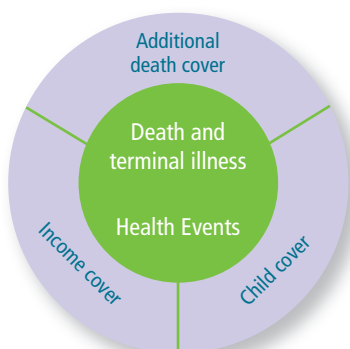 Additional
death cover
Death and
terminal illness
Health Events
Income cover
Child cover